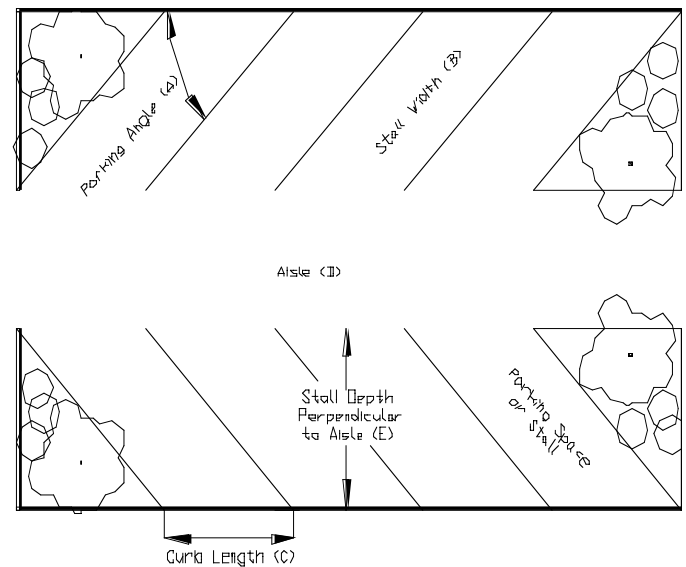 Parking Angle (A)
Stall Width (B)
Aisle (D)
Stall Depth
Perpendicular
to Aisle (E)
Parking Space
or Stall
Curb Length (C)